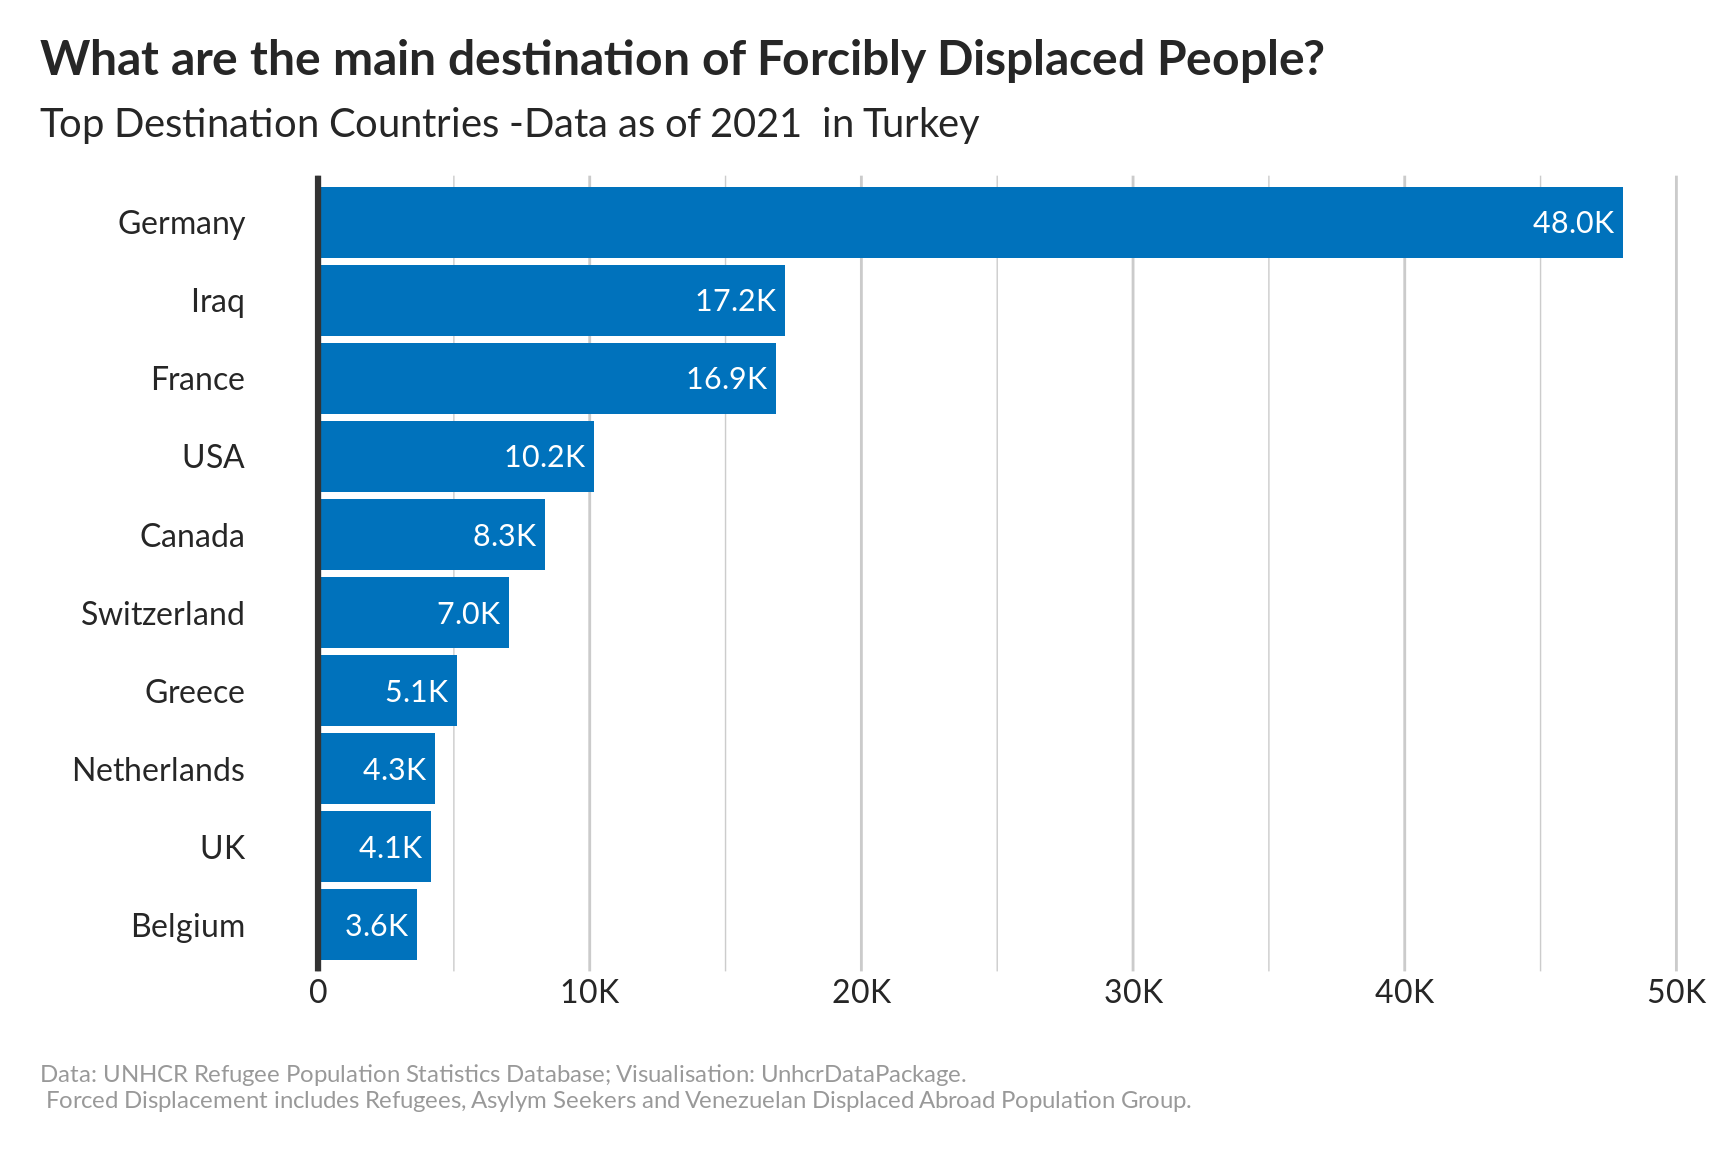 What are the main destination of Forcibly Displaced People?
Top Destination Countries -Data as of 2021  in Turkey
Germany 48.0K
Iraq 17.2K
France 16.9K
USA 10.2K
Canada 8.3K
Switzerland 7.0K
Greece 5.1K
Netherlands 4.3K
UK 4.1K
Belgium 3.6K
0 10K 20K 30K 40K 50K
Data: UNHCR Refugee Population Statistics Database; Visualisation: UnhcrDataPackage.
Forced Displacement includes Refugees, Asylym Seekers and Venezuelan Displaced Abroad Population Group.